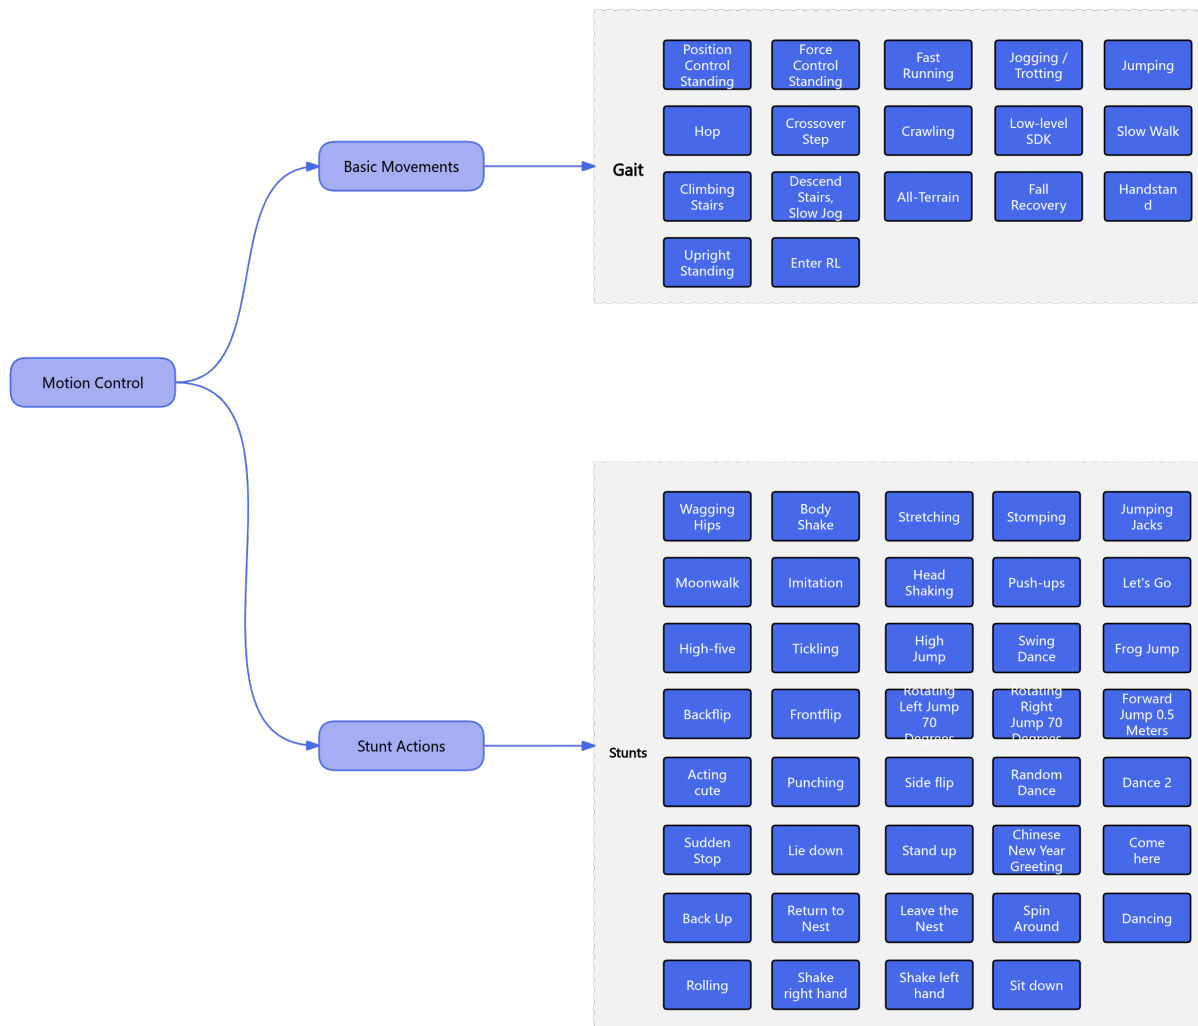 Position
Control
Standing
Force
Control
Standing
Fast
Running
Jogging /
Trotting
Jumping
Hop
Crossover
Step
Crawling
Low-level
SDK
Slow Walk
Basic Movements
Gait
Climbing
Stairs
Descend
Stairs,
Slow Jog
All-Terrain
Fall
Recovery
Handstan
d
Upright
Standing
Enter RL
Motion Control
Wagging
Hips
Body
Shake
Stretching
Stomping
Jumping
Jacks
Moonwalk
Imitation
Head
Shaking
Push-ups
Let's Go
High-five
Tickling
High
Jump
Swing
Dance
Frog Jump
Backflip
Frontflip
Rotating
Left Jump
70
Degrees
Rotating
Right
Jump 70
Degrees
Forward
Jump 0.5
Meters
Stunt Actions
Stunts
Acting
cute
Punching
Side flip
Random
Dance
Dance 2
Sudden
Stop
Lie down
Stand up
Chinese
New Year
Greeting
Come
here
Back Up
Return to
Nest
Leave the
Nest
Spin
Around
Dancing
Rolling
Shake
right hand
Shake left
hand
Sit down